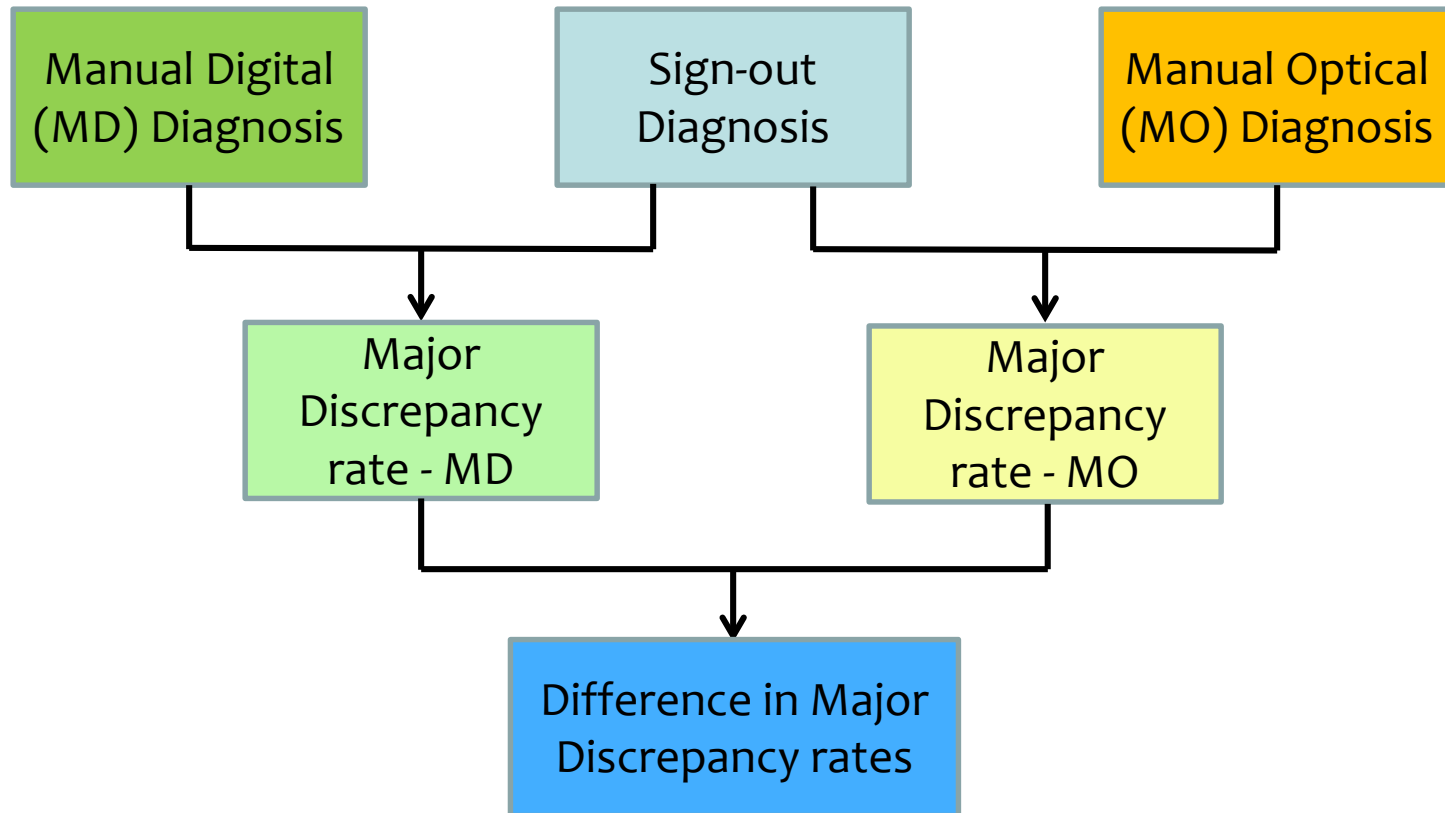 Manual Digital
(MD) Diagnosis
Sign-out
Diagnosis
Manual Optical
(MO) Diagnosis
Major
Discrepancy
rate - MD
Major
Discrepancy
rate - MO
Difference in Major
Discrepancy rates